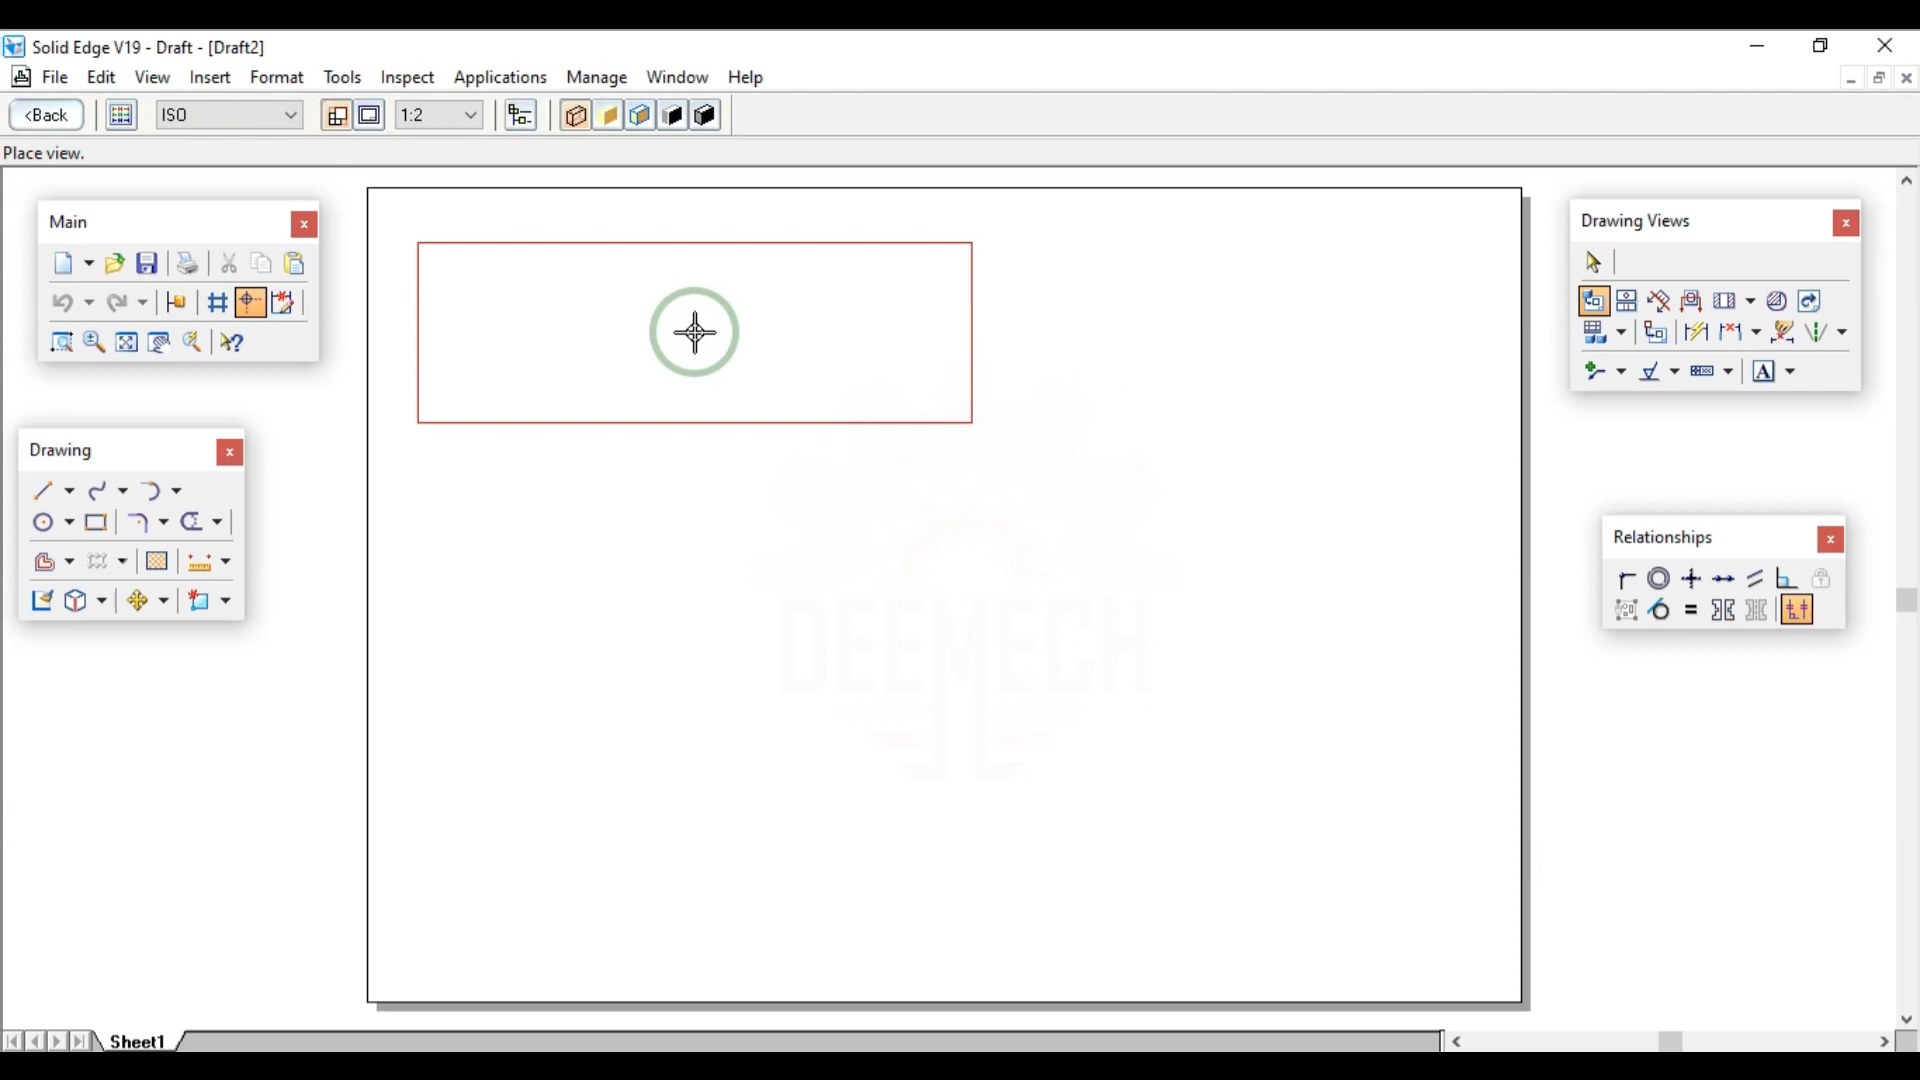 Solid Edge V19 - Draft - [Draft2]
File Edit View Insert Format Tools Inspect Applications Manage Window Help
<Back ISO 1:2
Place view.
Main
Drawing Views
Drawing
A
Relationships
DEEMECH
Sheet1